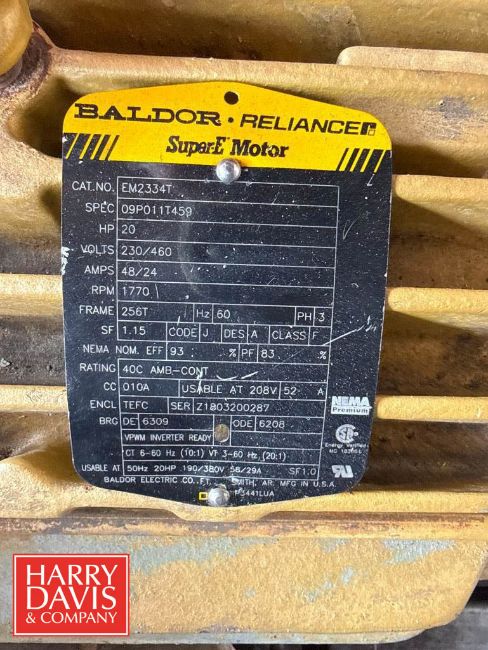 BALDOR • RELIANCE
Super-E Motor
CAT.NO. EM2334T
SPEC 09P011T459
HP 20
VOLTS 230/460
AMPS 48/24
RPM 1770
FRAME 256T Hz 60 PH 3
SF 1.15 CODE J DES A CLASS F
NEMA NOM. EFF 93 % PF 83 %
RATING 40C AMB-CONT
CC 010A USABLE AT 208V 52 A
ENCL TEFC SER Z1803200287
BRG DE 6309 ODE 6208
VPWM INVERTER READY
CT 6-60 Hz (10:1) VT 3-60 Hz (20:1)
USABLE AT 50Hz 20HP 190/380V 58/29A SF1.0
BALDOR ELECTRIC CO. FT. SMITH, AR. MFG IN U.S.A.
NEMA
Premium
Energy Verified
HARRY
DAVIS
& COMPANY